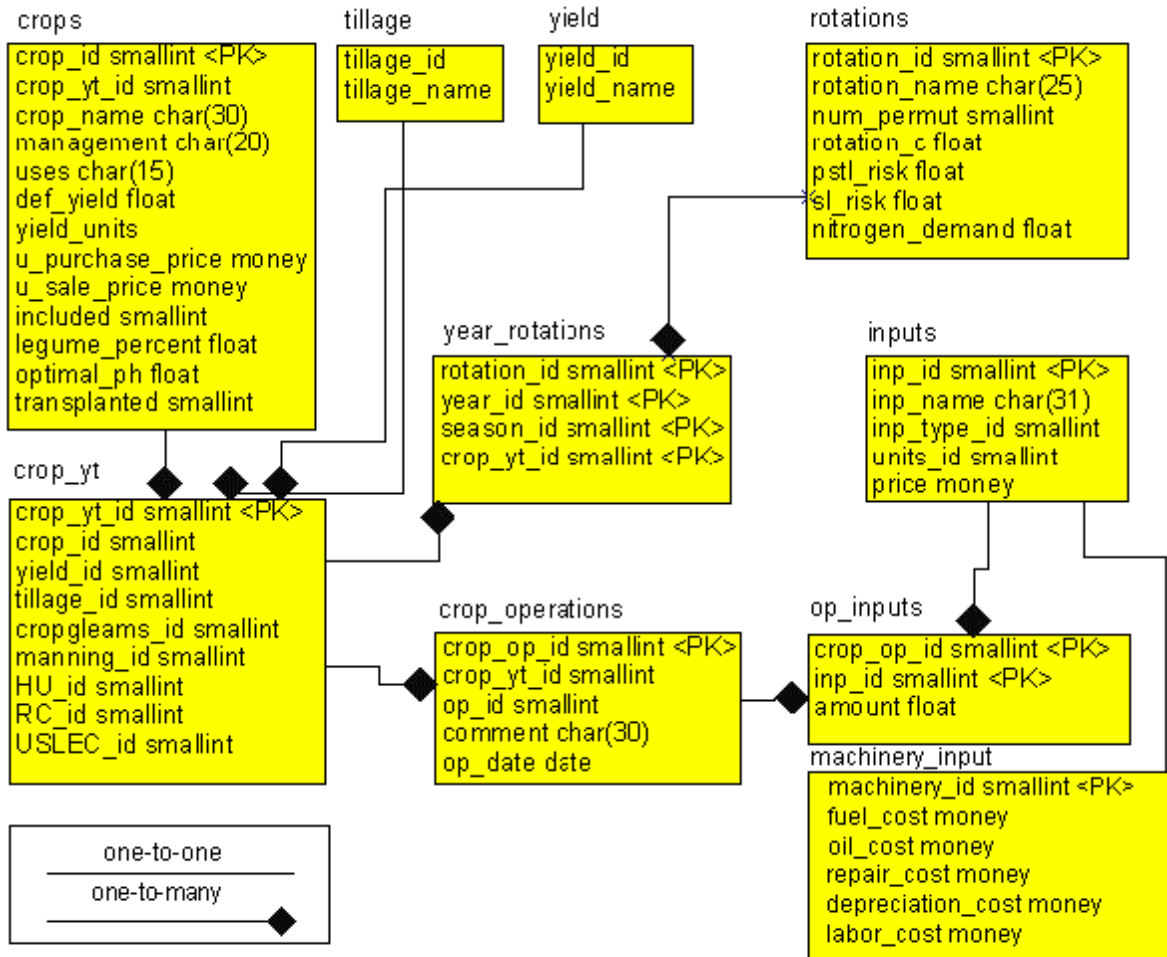 crops
crop_id smallint <PK>
crop_yt_id smallint
crop_name char(30)
management char(20)
uses char(15)
def_yield float
yield_units
u_purchase_price money
u_sale_price money
included smallint
legume_percent float
optimal_ph float
transplanted smallint
tillage
tillage_id
tillage_name
yield
yield_id
yield_name
rotations
rotation_id smallint <PK>
rotation_name char(25)
num_permut smallint
rotation_c float
pstl_risk float
sl_risk float
nitrogen_demand float
year_rotations
rotation_id smallint <PK>
year_id smallint <PK>
season_id smallint <PK>
crop_yt_id smallint <PK>
inputs
inp_id smallint <PK>
inp_name char(31)
inp_type_id smallint
units_id smallint
price money
crop_yt
crop_yt_id smallint <PK>
crop_id smallint
yield_id smallint
tillage_id smallint
cropgleams_id smallint
manning_id smallint
HU_id smallint
RC_id smallint
USLEC_id smallint
crop_operations
crop_op_id smallint <PK>
crop_yt_id smallint
op_id smallint
comment char(30)
op_date date
op_inputs
crop_op_id smallint <PK>
inp_id smallint <PK>
amount float
machinery_input
machinery_id smallint <PK>
fuel_cost money
oil_cost money
repair_cost money
depreciation_cost money
labor_cost money
one-to-one
one-to-many